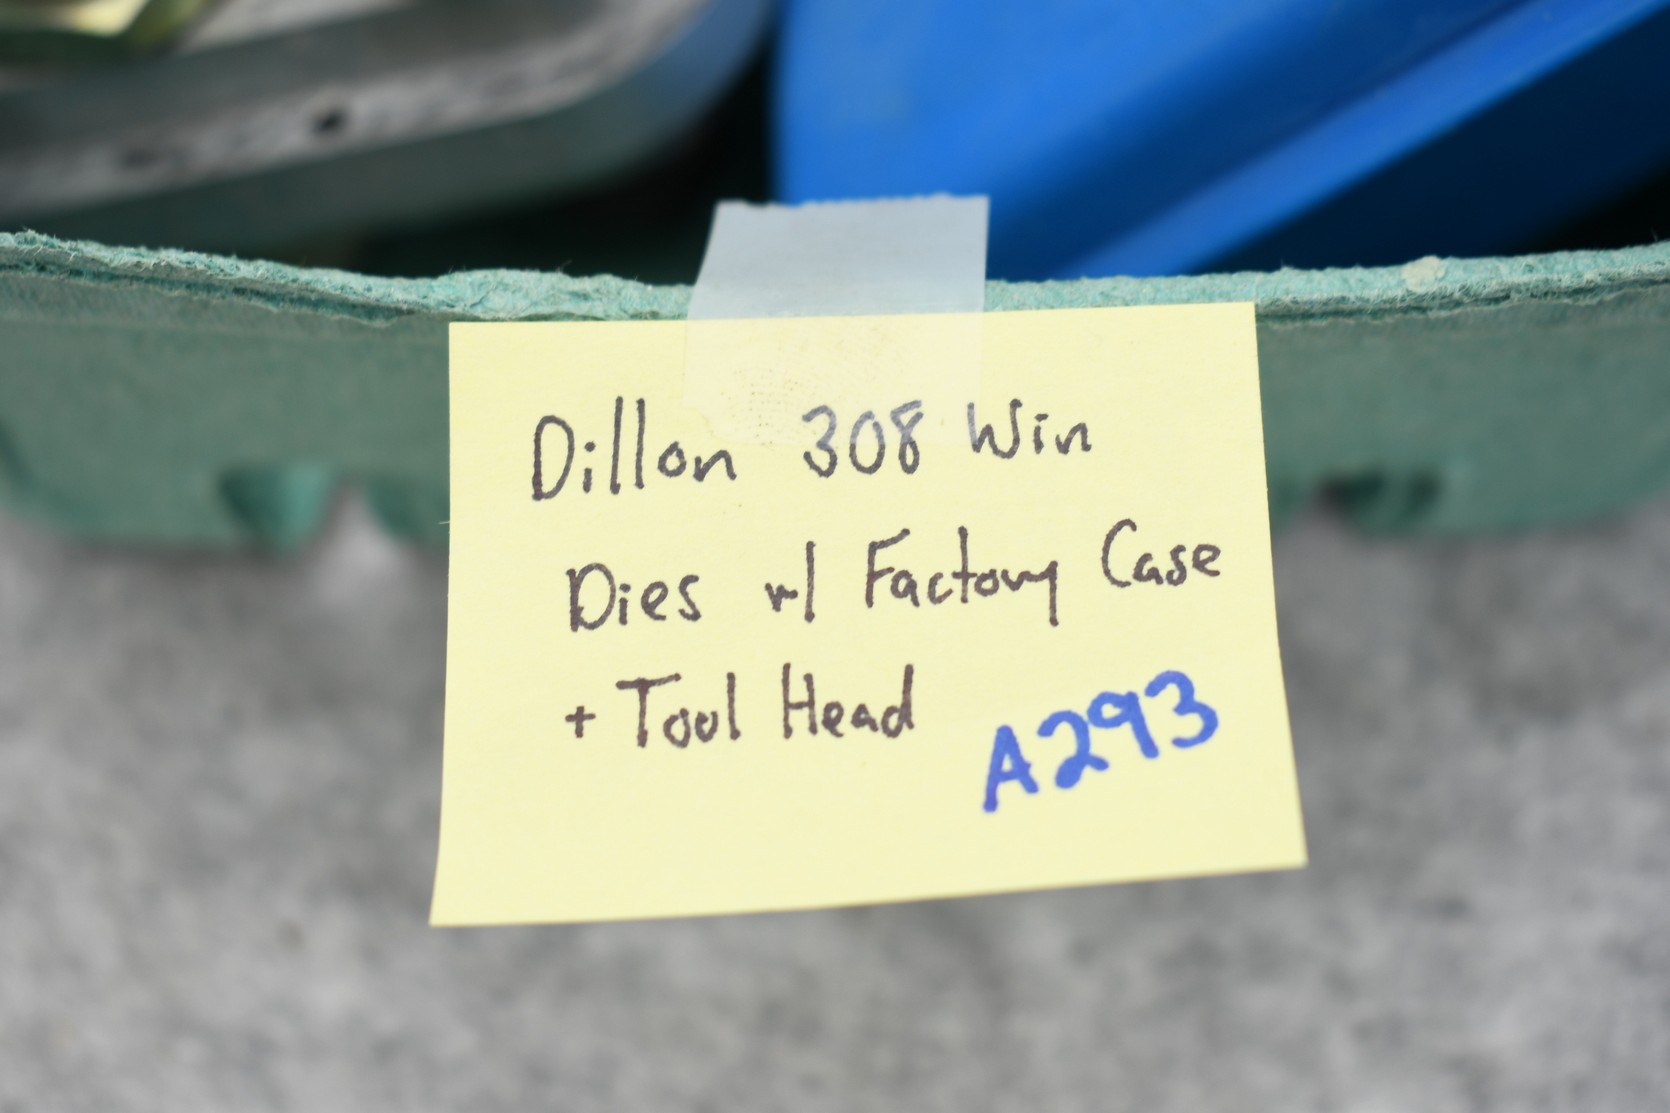 Dillon 308 Win
Dies w/ Factory Case
+ Tool Head
A293